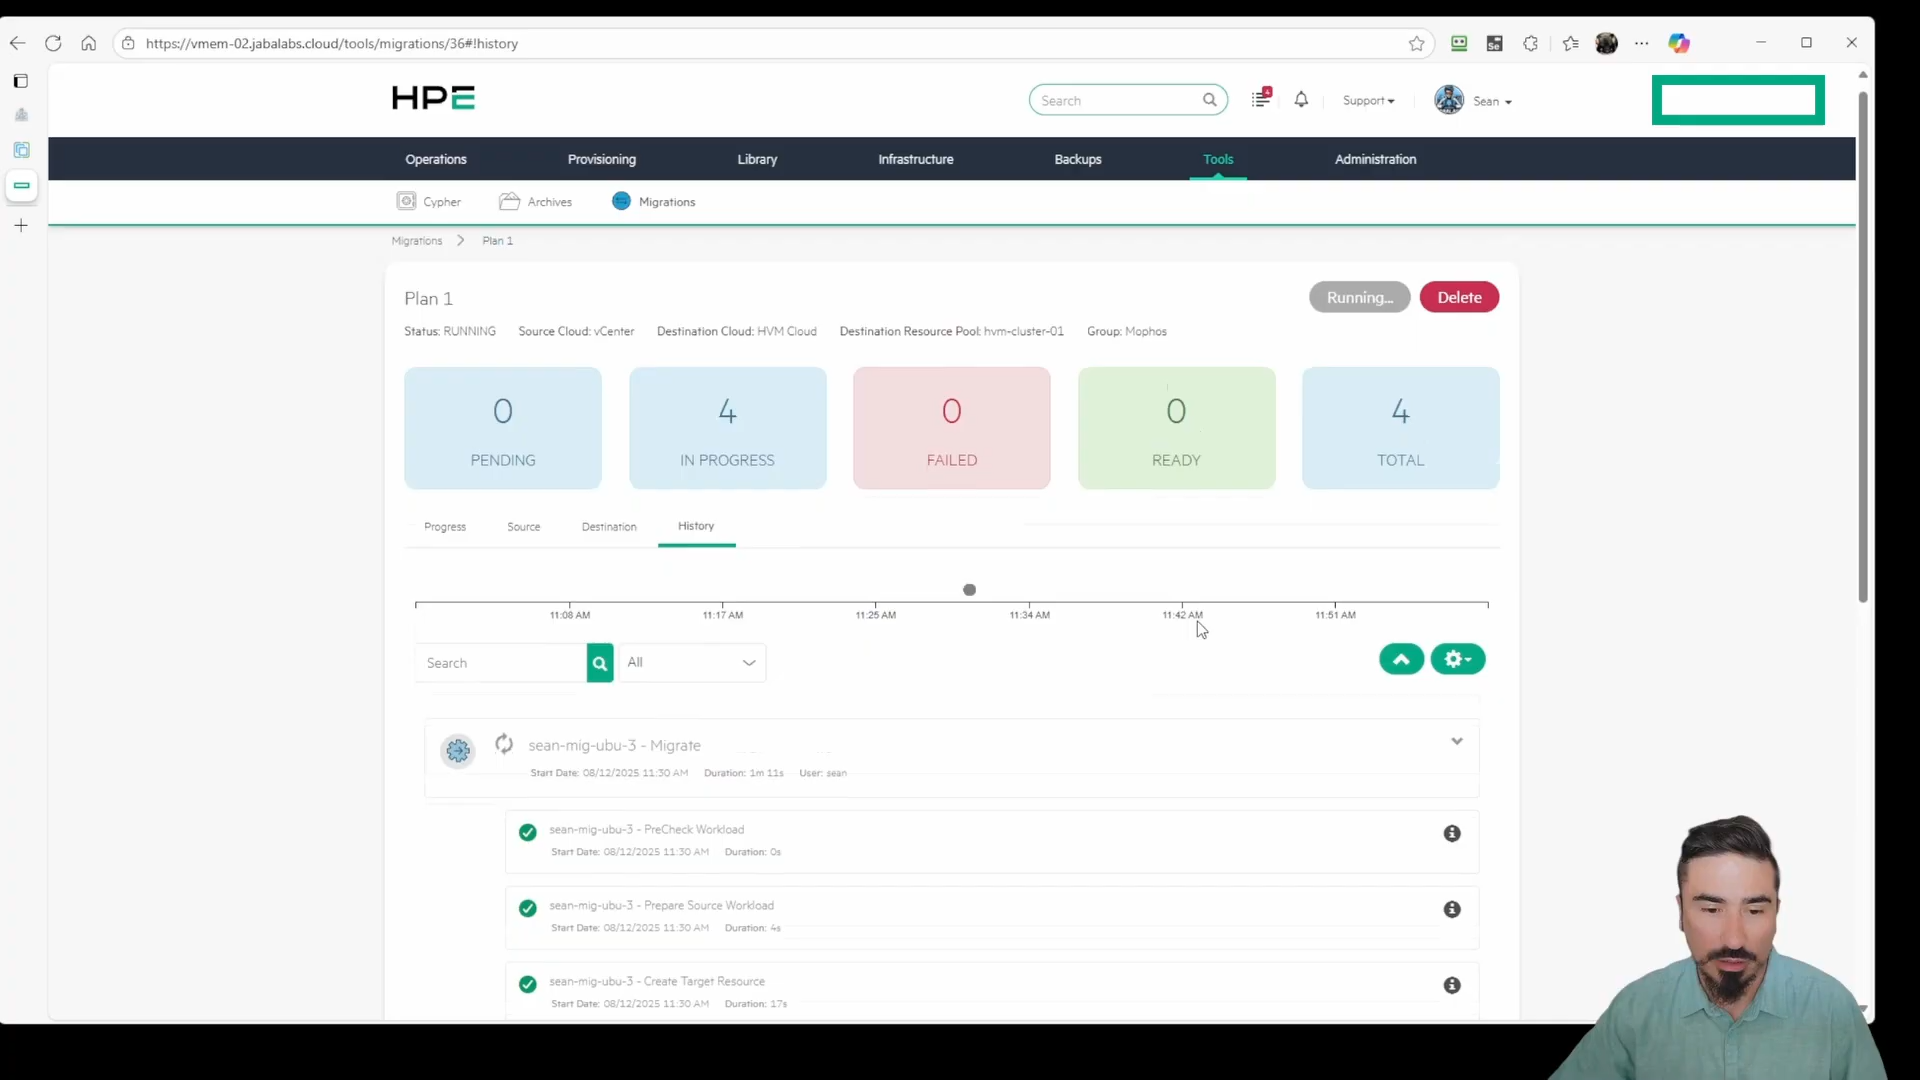 https://vmem-02.jabalabs.cloud/tools/migrations/36#!history
HPE
Search
4
Support
Sean
Operations
Provisioning
Library
Infrastructure
Backups
Tools
Administration
Cypher
Archives
Migrations
Migrations > Plan 1
Plan 1
Running...
Delete
Status: RUNNING
Source Cloud: vCenter
Destination Cloud: HVM Cloud
Destination Resource Pool: hvm-cluster-01
Group: Mophos
0
PENDING
4
IN PROGRESS
0
FAILED
0
READY
4
TOTAL
Progress
Source
Destination
History
11:08 AM
11:17 AM
11:25 AM
11:34 AM
11:42 AM
11:51 AM
Search
All
sean-mig-ubu-3 - Migrate
Start Date: 08/12/2025 11:30 AM
Duration: 1m 11s
User: sean
sean-mig-ubu-3 - PreCheck Workload
Start Date: 08/12/2025 11:30 AM
Duration: 0s
sean-mig-ubu-3 - Prepare Source Workload
Start Date: 08/12/2025 11:30 AM
Duration: 4s
sean-mig-ubu-3 - Create Target Resource
Start Date: 08/12/2025 11:30 AM
Duration: 17s